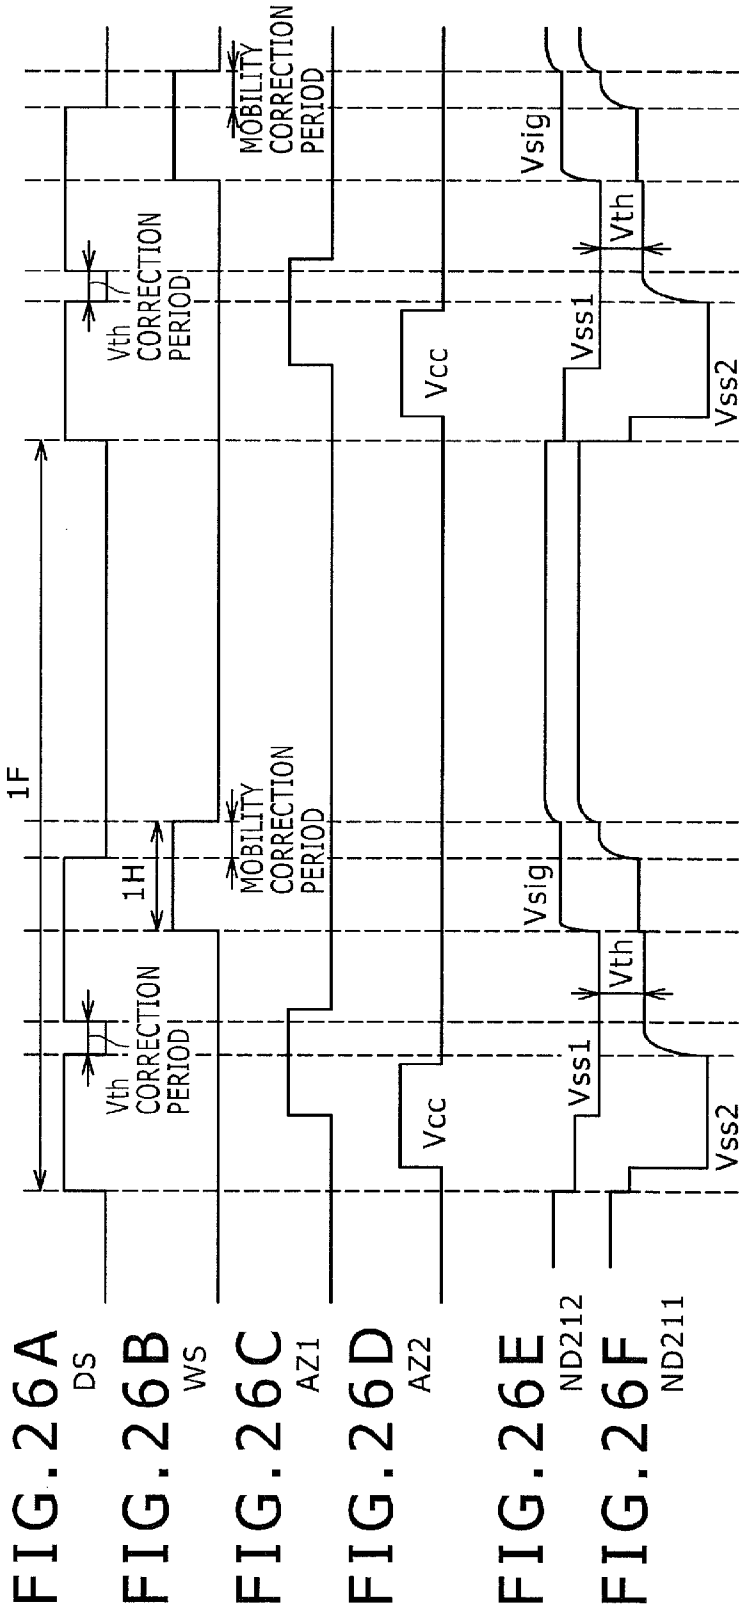 FIG.26A
DS
1F
Vth
CORRECTION
PERIOD
Vth
CORRECTION
PERIOD
FIG.26B
WS
1H
MOBILITY
CORRECTION
PERIOD
MOBILITY
CORRECTION
PERIOD
FIG.26C
AZ1
FIG.26D
AZ2
Vcc
Vcc
FIG.26E
ND212
Vss1
Vsig
Vss1
Vsig
FIG.26F
ND211
Vss2
Vth
Vss2
Vth